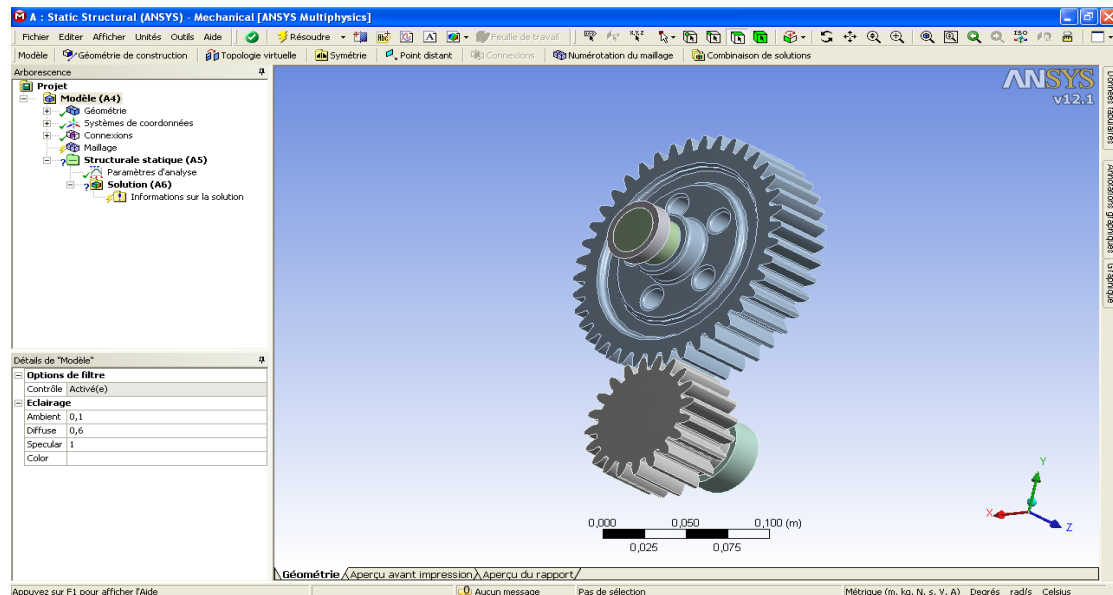 A : Static Structural (ANSYS) - Mechanical [ANSYS Multiphysics]
Fichier Editer Afficher Unités Outils Aide Résoudre Feuille de travail
Modèle Géométrie de construction Topologie virtuelle Symétrie Point distant Connexions Numérotation du maillage Combinaison de solutions
Arborescence
Projet
Modèle (A4)
Géométrie
Systèmes de coordonnées
Connexions
Maillage
Structurale statique (A5)
Paramètres d'analyse
Solution (A6)
Informations sur la solution
Détails de "Modèle"
Options de filtre
Contrôle Activé(e)
Eclairage
Ambient 0,1
Diffuse 0,6
Specular 1
Color
ANSYS
v12.1
0,000 0,050 0,100 (m)
0,025 0,075
Y
X
Z
Données tabulaires
Annotations graphiques
Graphique
Géométrie Aperçu avant impression Aperçu du rapport
Appuyez sur F1 pour afficher l'Aide Aucun message Pas de sélection Métrique (m, kg, N, s, V, A) Degrés rad/s Celsius